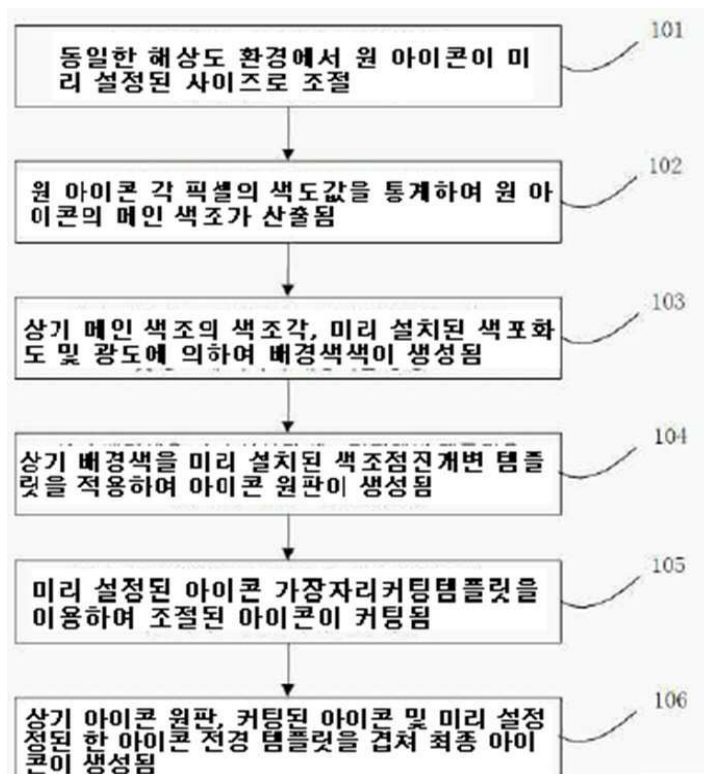 동일한 해상도 환경에서 원 아이콘이 미
리 설정된 사이즈로 조절
101
원 아이콘 각 픽셀의 색도값을 통계하여 원 아
이콘의 메인 색조가 산출됨
102
상기 메인 색조의 색조각, 미리 설치된 색포화
도 및 광도에 의하여 배경색색이 생성됨
103
상기 배경색을 미리 설치된 색조점진개변 템플
릿을 적용하여 아이콘 원판이 생성됨
104
미리 설정된 아이콘 가장자리커팅템플릿을
이용하여 조절된 아이콘이 커팅됨
105
상기 아이콘 원판, 커팅된 아이콘 및 미리 설정
정된 한 아이콘 전경 템플릿을 겹쳐 최종 아이
콘이 생성됨
106